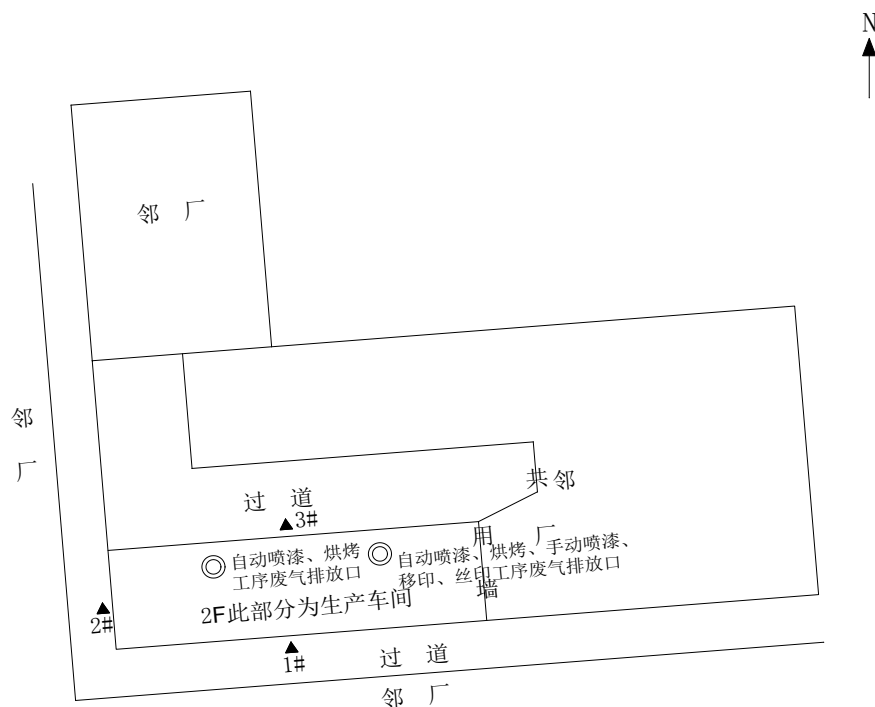 N
邻 厂
邻
厂
共
用
墙
邻
厂
过 道
3#
自动喷漆、烘烤
工序废气排放口
自动喷漆、烘烤、手动喷漆、
移印、丝印工序废气排放口
2F此部分为生产车间
2#
1#
过 道
邻 厂